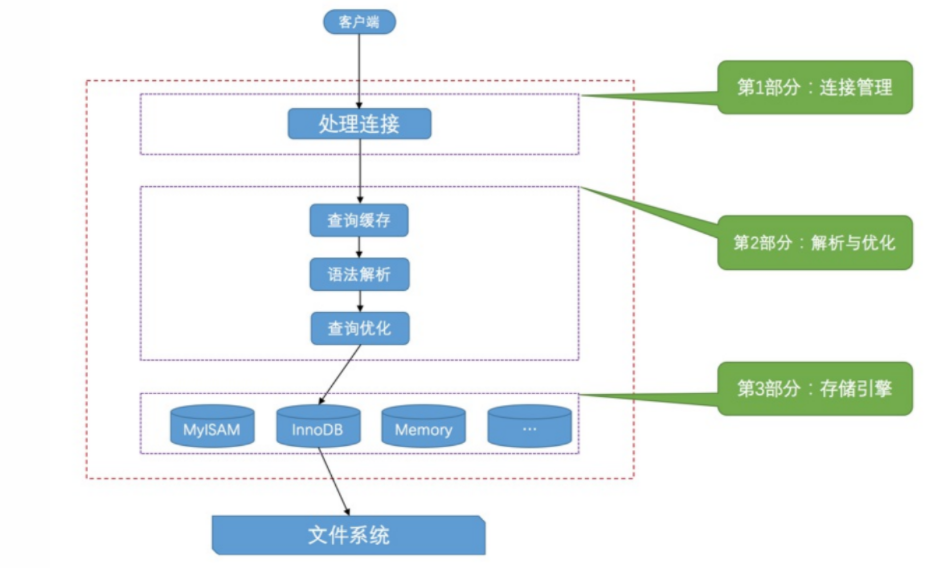 客户端
第1部分：连接管理
处理连接
查询缓存
第2部分：解析与优化
语法解析
查询优化
第3部分：存储引擎
MyISAM
InnoDB
Memory
...
文件系统